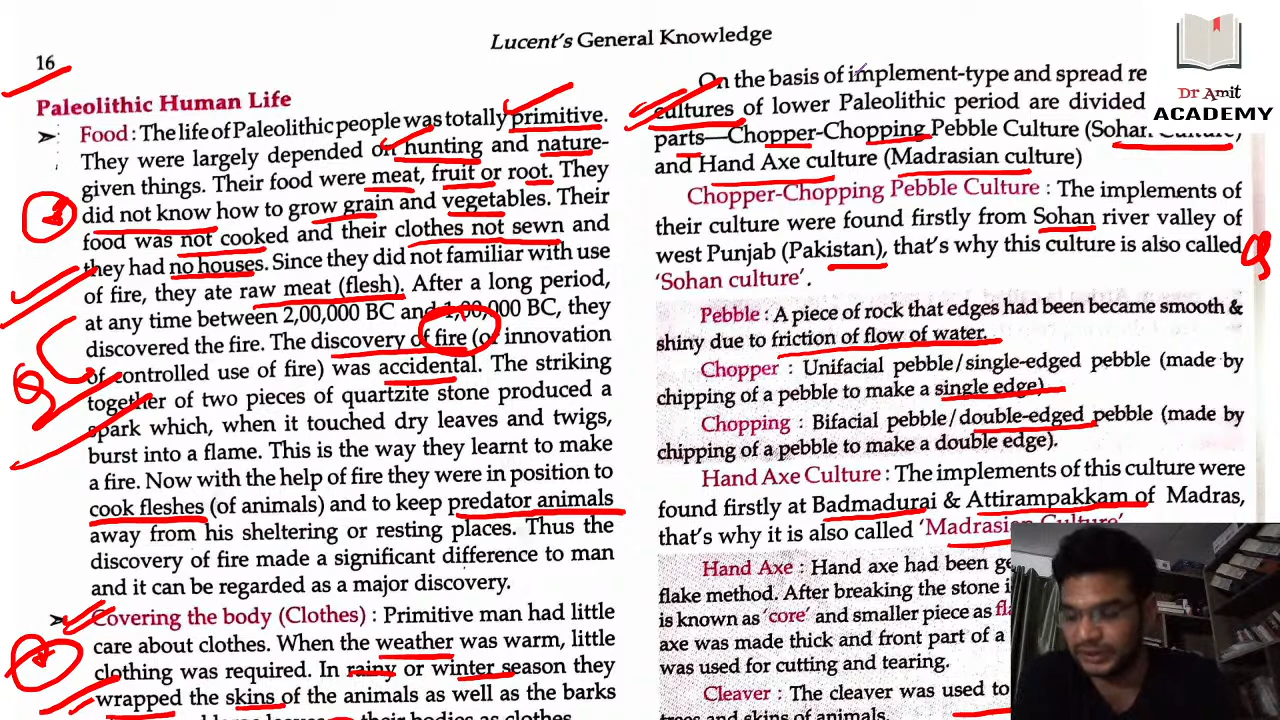 Lucent's General Knowledge
16
Paleolithic Human Life
➤ Food : The life of Paleolithic people was totally primitive.
They were largely depended on hunting and nature-
given things. Their food were meat, fruit or root. They
did not know how to grow grain and vegetables. Their
food was not cooked and their clothes not sewn and
they had no houses. Since they did not familiar with use
of fire, they ate raw meat (flesh). After a long period,
at any time between 2,00,000 BC and 1,00,000 BC, they
discovered the fire. The discovery of fire (or innovation
of controlled use of fire) was accidental. The striking
together of two pieces of quartzite stone produced a
spark which, when it touched dry leaves and twigs,
burst into a flame. This is the way they learnt to make
a fire. Now with the help of fire they were in position to
cook fleshes (of animals) and to keep predator animals
away from his sheltering or resting places. Thus the
discovery of fire made a significant difference to man
and it can be regarded as a major discovery.
➤ Covering the body (Clothes) : Primitive man had little
care about clothes. When the weather was warm, little
clothing was required. In rainy or winter season they
wrapped the skins of the animals as well as the barks
their bodies as clothes
On the basis of implement-type and spread re
cultures of lower Paleolithic period are divided
parts—Chopper-Chopping Pebble Culture (Sohan Culture)
and Hand Axe culture (Madrasian culture)
Chopper-Chopping Pebble Culture : The implements of
their culture were found firstly from Sohan river valley of
west Punjab (Pakistan), that's why this culture is also called
'Sohan culture'.
Pebble : A piece of rock that edges had been became smooth &
shiny due to friction of flow of water.
Chopper : Unifacial pebble/single-edged pebble (made by
chipping of a pebble to make a single edge)
Chopping : Bifacial pebble/double-edged pebble (made by
chipping of a pebble to make a double edge).
Hand Axe Culture : The implements of this culture were
found firstly at Badmadurai & Attirampakkam of Madras,
that's why it is also called 'Madrasian Culture'
Hand Axe : Hand axe had been ge
flake method. After breaking the stone i
is known as 'core' and smaller piece as fla
axe was made thick and front part of a
was used for cutting and tearing.
Cleaver : The cleaver was used to
trees and skins of animals.
Dr Amit
ACADEMY